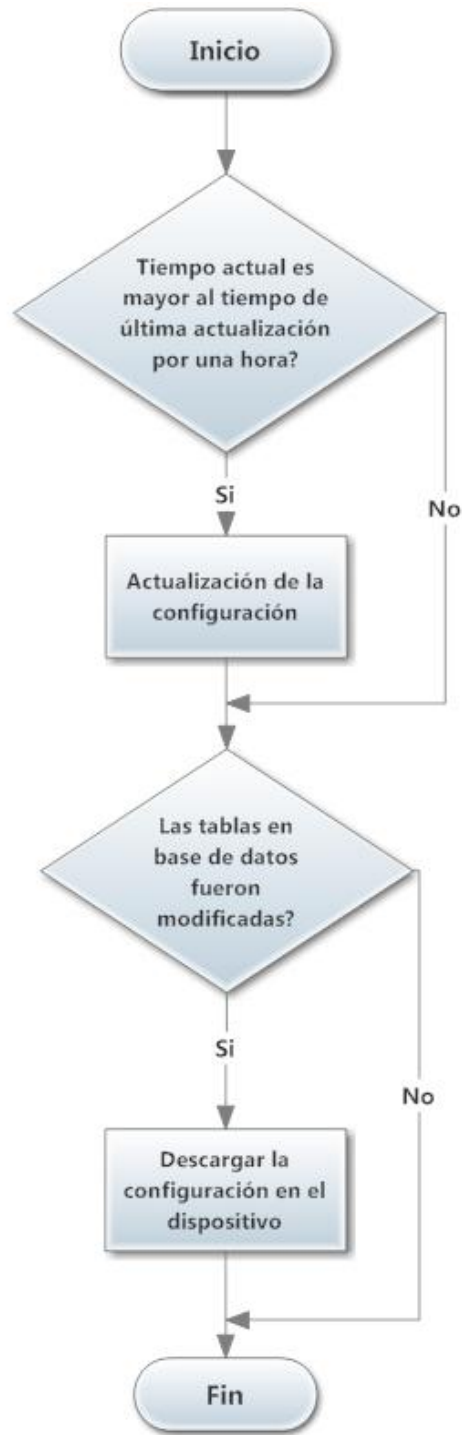 Inicio
Tiempo actual es
mayor al tiempo de
última actualización
por una hora?
Si
No
Actualización de la
configuración
Las tablas en
base de datos
fueron
modificadas?
Si
No
Descargar la
configuración en el
dispositivo
Fin